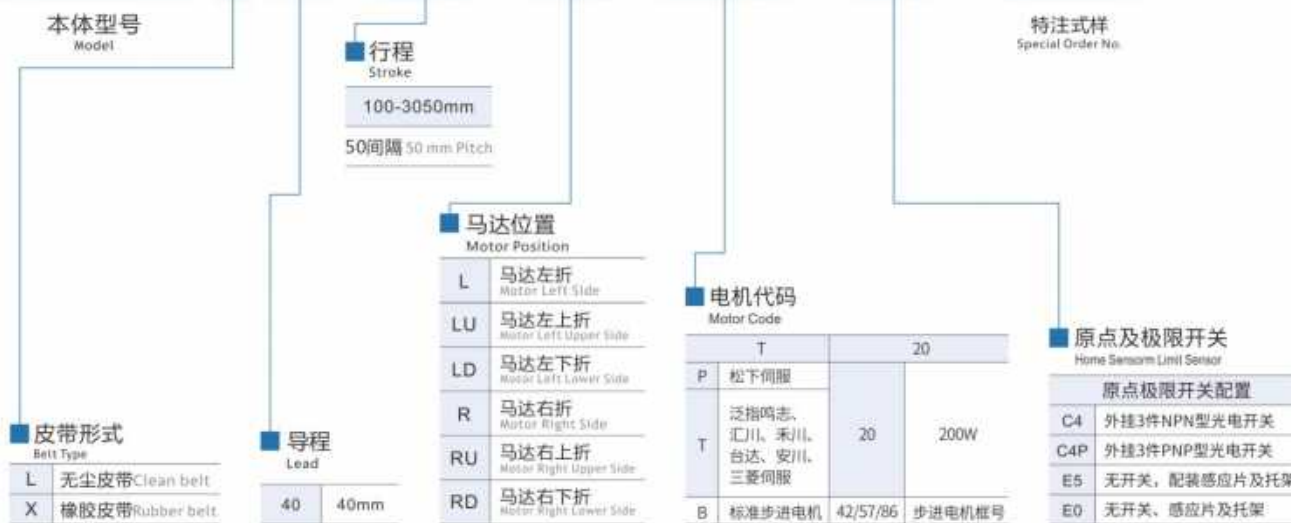 本体型号
Model
特注式样
Special Order No.
行程
Stroke
100-3050mm
50间隔 50 mm Pitch
马达位置
Motor Position
L 马达左折
Motor Left Side
LU 马达左上折
Motor Left Upper Side
LD 马达左下折
Motor Left Lower Side
R 马达右折
Motor Right Side
RU 马达右上折
Motor Right Upper Side
RD 马达右下折
Motor Right Lower Side
电机代码
Motor Code
T 20
P 松下伺服
T 泛指鸣志、
汇川、禾川、
台达、安川、
三菱伺服
20 200W
B 标准步进电机 42/57/86 步进电机框号
原点及极限开关
Home Sensorm Limit Sensor
原点极限开关配置
C4 外挂3件NPN型光电开关
C4P 外挂3件PNP型光电开关
E5 无开关，配装感应片及托架
E0 无开关、感应片及托架
皮带形式
Belt Type
L 无尘皮带Clean belt
X 橡胶皮带Rubber belt
导程
Lead
40 40mm